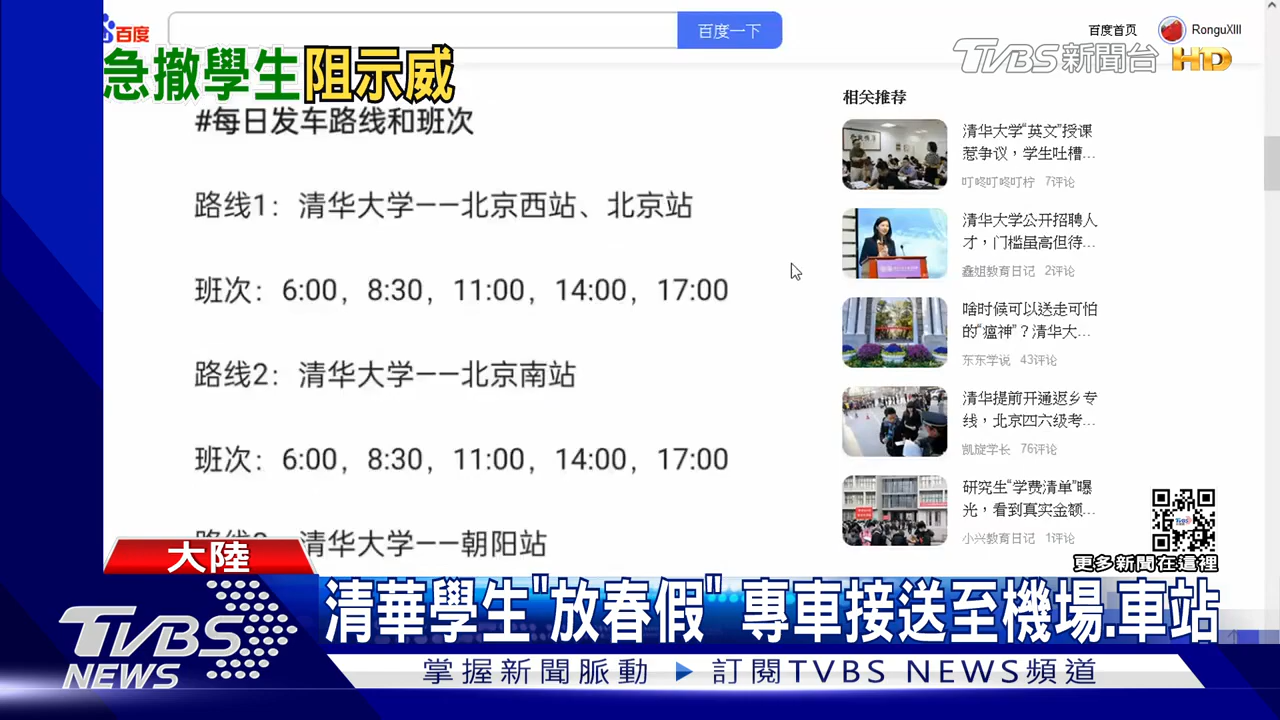 百度
百度一下
百度首页
RonguXIII
TVBS新聞台
HD
急撤學生阻示威
#每日发车路线和班次
路线1：清华大学——北京西站、北京站
班次：6:00，8:30，11:00，14:00，17:00
路线2：清华大学——北京南站
班次：6:00，8:30，11:00，14:00，17:00
清华大学——朝阳站
相关推荐
清华大学“英文”授课
惹争议，学生吐槽...
叮咚叮咚叮柠 7评论
清华大学公开招聘人
才，门槛虽高但待...
鑫姐教育日记 2评论
啥时候可以送走可怕
的“瘟神”？清华大...
东东学说 43评论
清华提前开通返乡专
线，北京四六级考...
凯旋学长 76评论
研究生“学费清单”曝
光，看到真实金额...
小兴教育日记 1评论
更多新聞在這裡
大陸
清華學生"放春假" 專車接送至機場.車站
TVBS
NEWS
掌握新聞脈動 ▶ 訂閱TVBS NEWS頻道